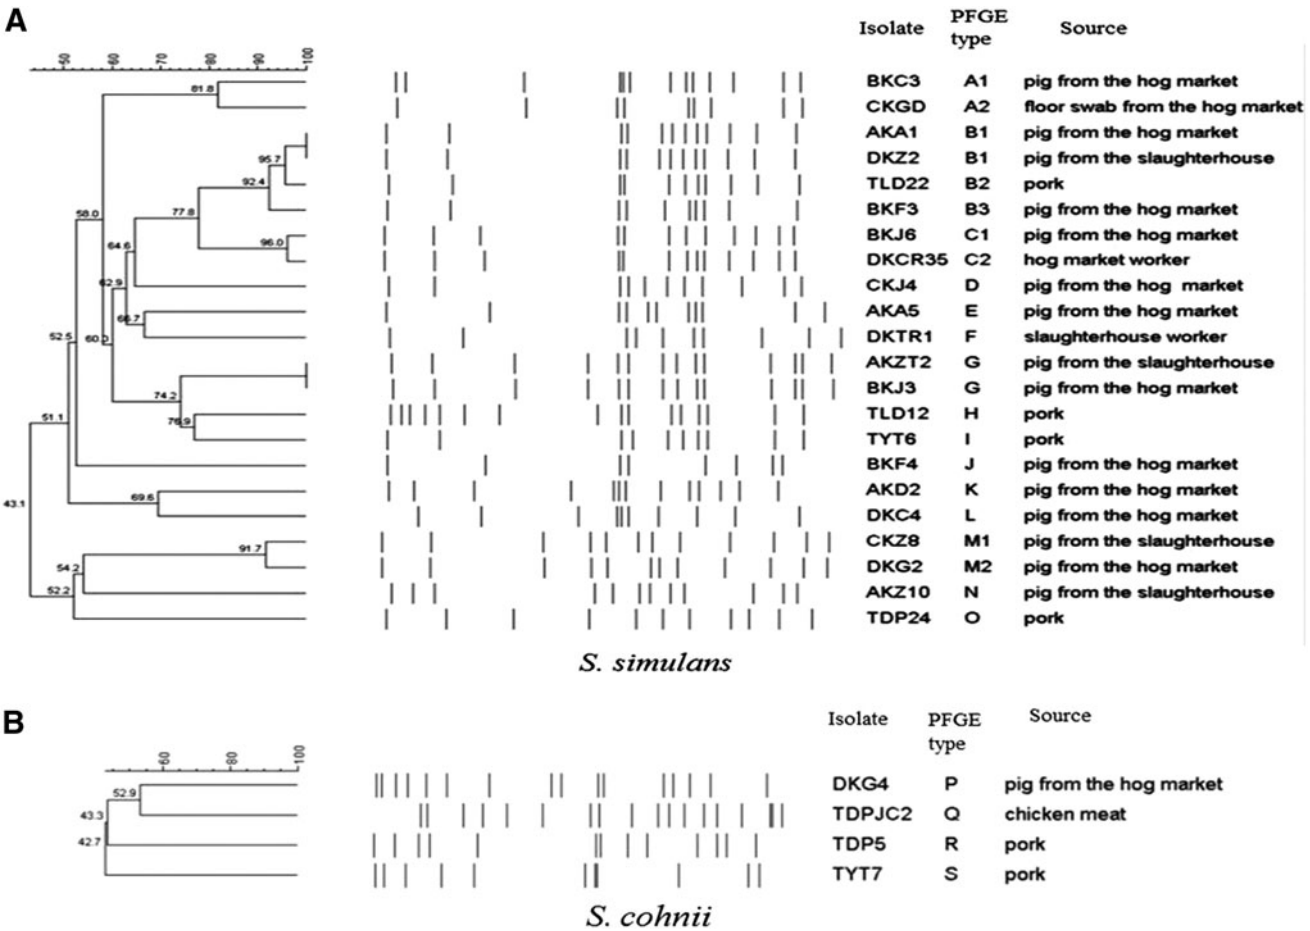 A
Isolate PFGE type Source
50 60 70 80 90 100
81.8
95.7
92.4
58.0
77.8
96.0
64.6
62.9
66.7
52.5
60.0
74.2
76.9
51.1
69.6
43.1
91.7
54.2
52.2
BKC3 A1 pig from the hog market
CKGD A2 floor swab from the hog market
AKA1 B1 pig from the hog market
DKZ2 B1 pig from the slaughterhouse
TLD22 B2 pork
BKF3 B3 pig from the hog market
BKJ6 C1 pig from the hog market
DKCR35 C2 hog market worker
CKJ4 D pig from the hog market
AKA5 E pig from the hog market
DKTR1 F slaughterhouse worker
AKZT2 G pig from the slaughterhouse
BKJ3 G pig from the hog market
TLD12 H pork
TYT6 I pork
BKF4 J pig from the hog market
AKD2 K pig from the hog market
DKC4 L pig from the hog market
CKZ8 M1 pig from the slaughterhouse
DKG2 M2 pig from the hog market
AKZ10 N pig from the slaughterhouse
TDP24 O pork
S. simulans
B
Isolate PFGE type Source
60 80 100
52.9
43.3
42.7
DKG4 P pig from the hog market
TDPJC2 Q chicken meat
TDP5 R pork
TYT7 S pork
S. cohnii